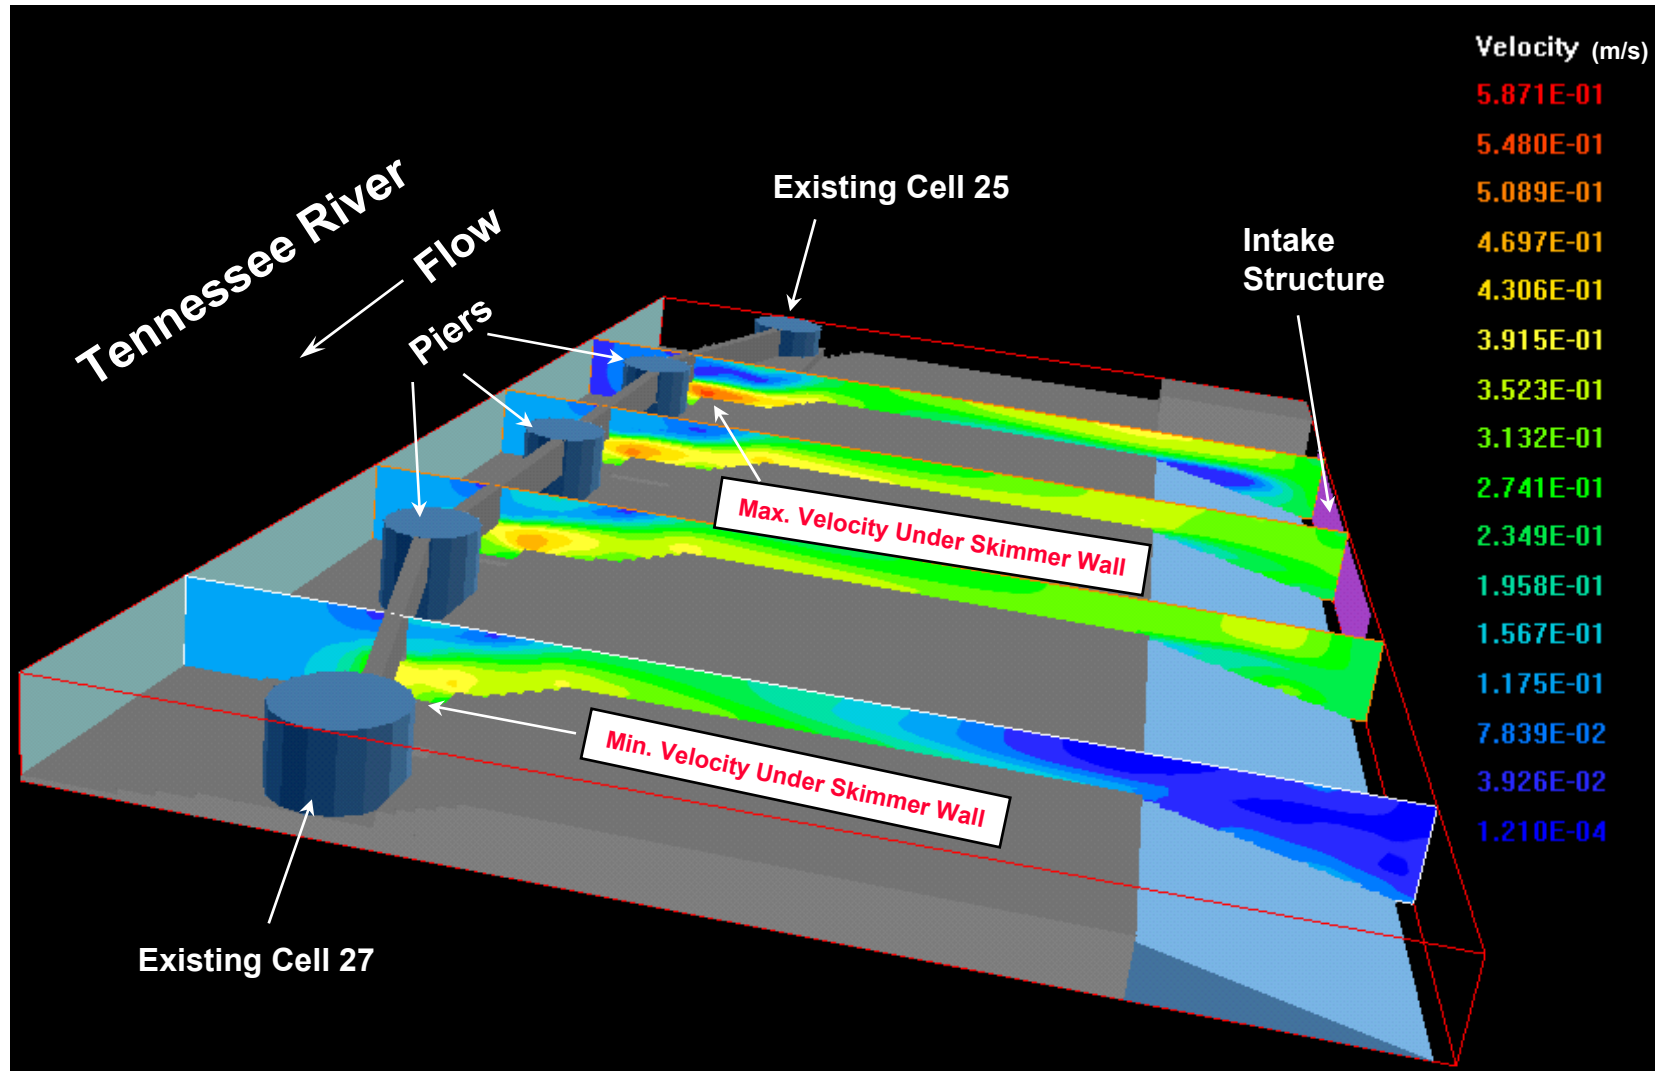 Velocity (m/s)
5.871E-01
5.480E-01
5.089E-01
4.697E-01
4.306E-01
3.915E-01
3.523E-01
3.132E-01
2.741E-01
2.349E-01
1.958E-01
1.567E-01
1.175E-01
7.839E-02
3.926E-02
1.210E-04
Tennessee River
Flow
Piers
Existing Cell 25
Intake
Structure
Max. Velocity Under Skimmer Wall
Min. Velocity Under Skimmer Wall
Existing Cell 27